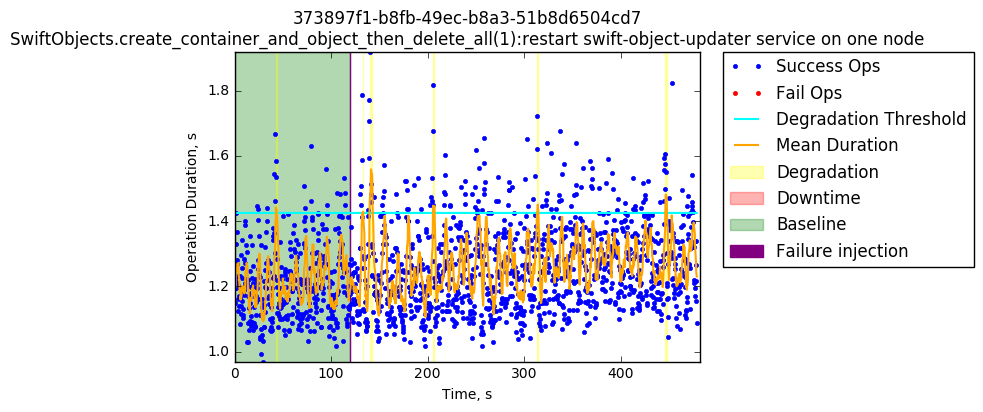 373897f1-b8fb-49ec-b8a3-51b8d6504cd7
SwiftObjects.create_container_and_object_then_delete_all(1):restart swift-object-updater service on one node
Operation Duration, s
1.8
1.6
1.4
1.2
1.0
0
100
200
300
400
Time, s
Success Ops
Fail Ops
Degradation Threshold
Mean Duration
Degradation
Downtime
Baseline
Failure injection